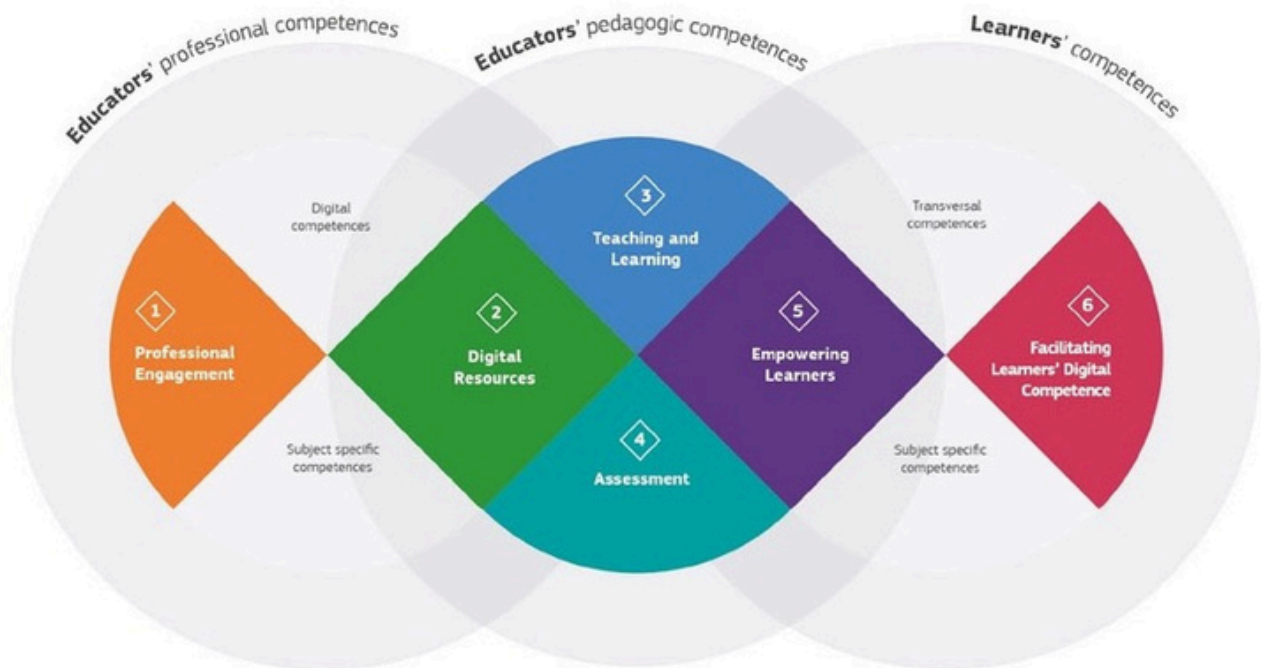 Educators' professional competences
Educators' pedagogic competences
Learners' competences
Digital
competences
Transversal
competences
3
Teaching and
Learning
1
Professional
Engagement
2
Digital
Resources
5
Empowering
Learners
6
Facilitating
Learners' Digital
Competence
4
Assessment
Subject specific
competences
Subject specific
competences